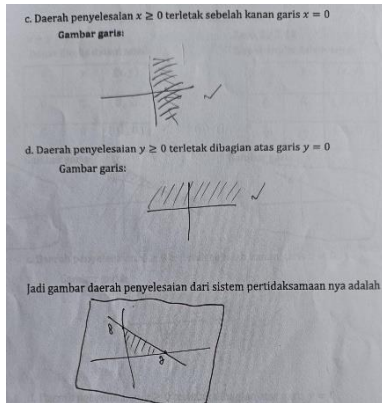 c. Daerah penyelesaian x ≥ 0 terletak sebelah kanan garis x = 0
Gambar garis:
d. Daerah penyelesaian y ≥ 0 terletak dibagian atas garis y = 0
Gambar garis:
Jadi gambar daerah penyelesaian dari sistem pertidaksamaan nya adalah
8